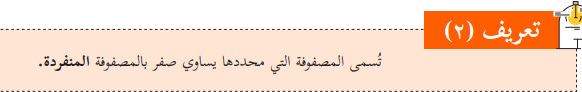 تعريف (٢)
تُسمى المصفوفة التي محددها يساوي صفر بالمصفوفة المنفردة.